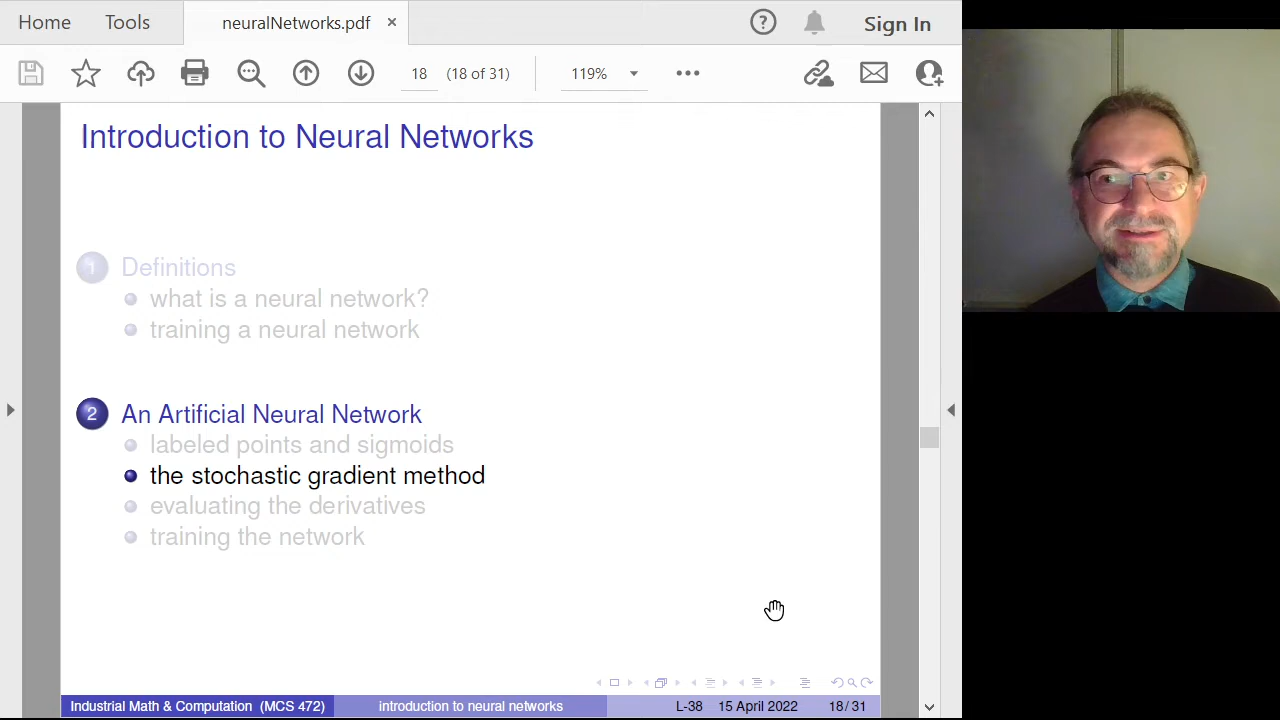 Home Tools neuralNetworks.pdf × ? Sign In
18 (18 of 31) 119%
Introduction to Neural Networks
1 Definitions
what is a neural network?
training a neural network
2 An Artificial Neural Network
labeled points and sigmoids
the stochastic gradient method
evaluating the derivatives
training the network
Industrial Math & Computation (MCS 472) introduction to neural networks L-38 15 April 2022 18 / 31